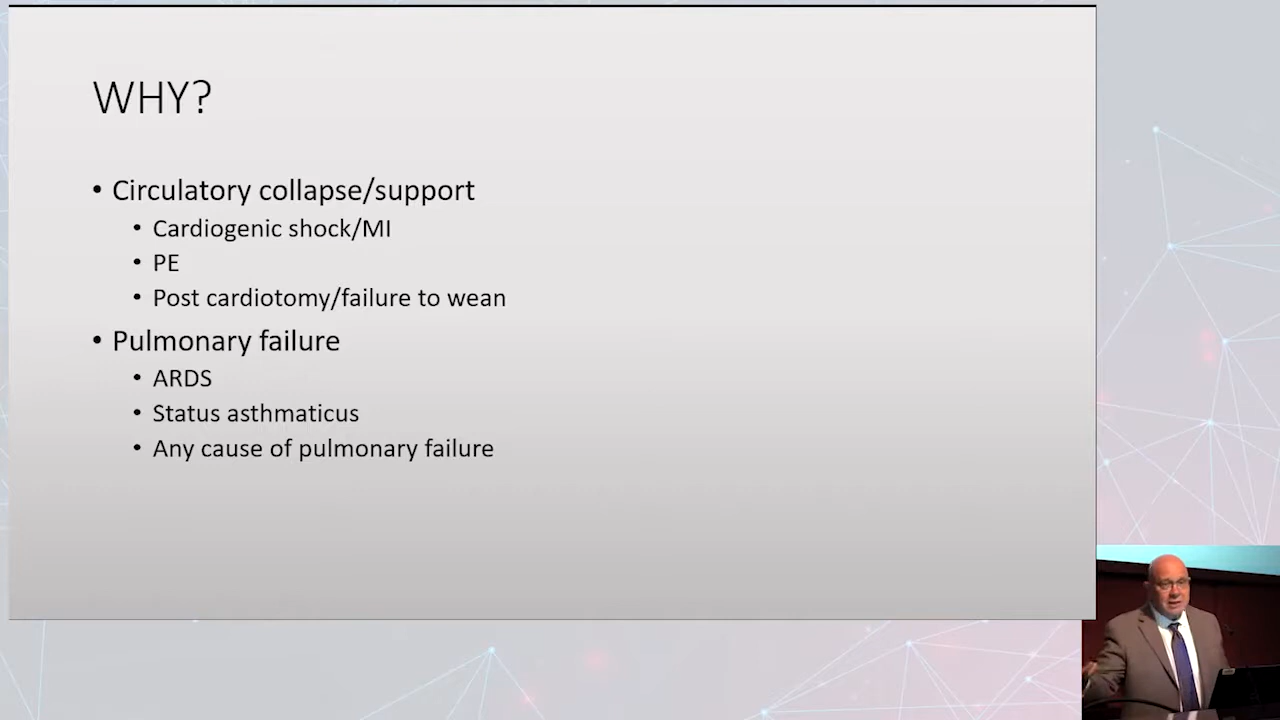 WHY?
• Circulatory collapse/support
• Cardiogenic shock/MI
• PE
• Post cardiotomy/failure to wean
• Pulmonary failure
• ARDS
• Status asthmaticus
• Any cause of pulmonary failure